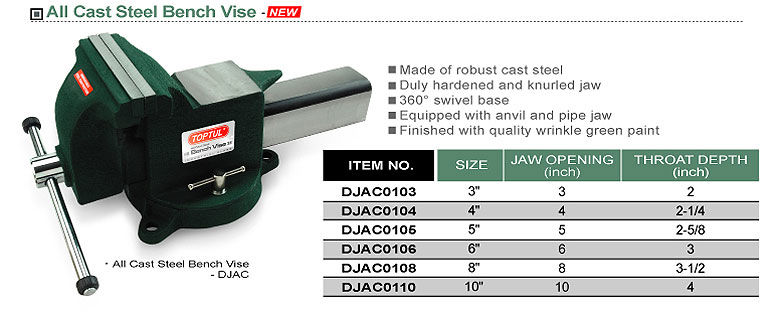 All Cast Steel Bench Vise - NEW
Made of robust cast steel
Duly hardened and knurled jaw
360° swivel base
Equipped with anvil and pipe jaw
Finished with quality wrinkle green paint
TOPTUL
Bench Vise
· All Cast Steel Bench Vise
- DJAC
ITEM NO. SIZE JAW OPENING (inch) THROAT DEPTH (inch)
DJAC0103 3" 3 2
DJAC0104 4" 4 2-1/4
DJAC0105 5" 5 2-5/8
DJAC0106 6" 6 3
DJAC0108 8" 8 3-1/2
DJAC0110 10" 10 4